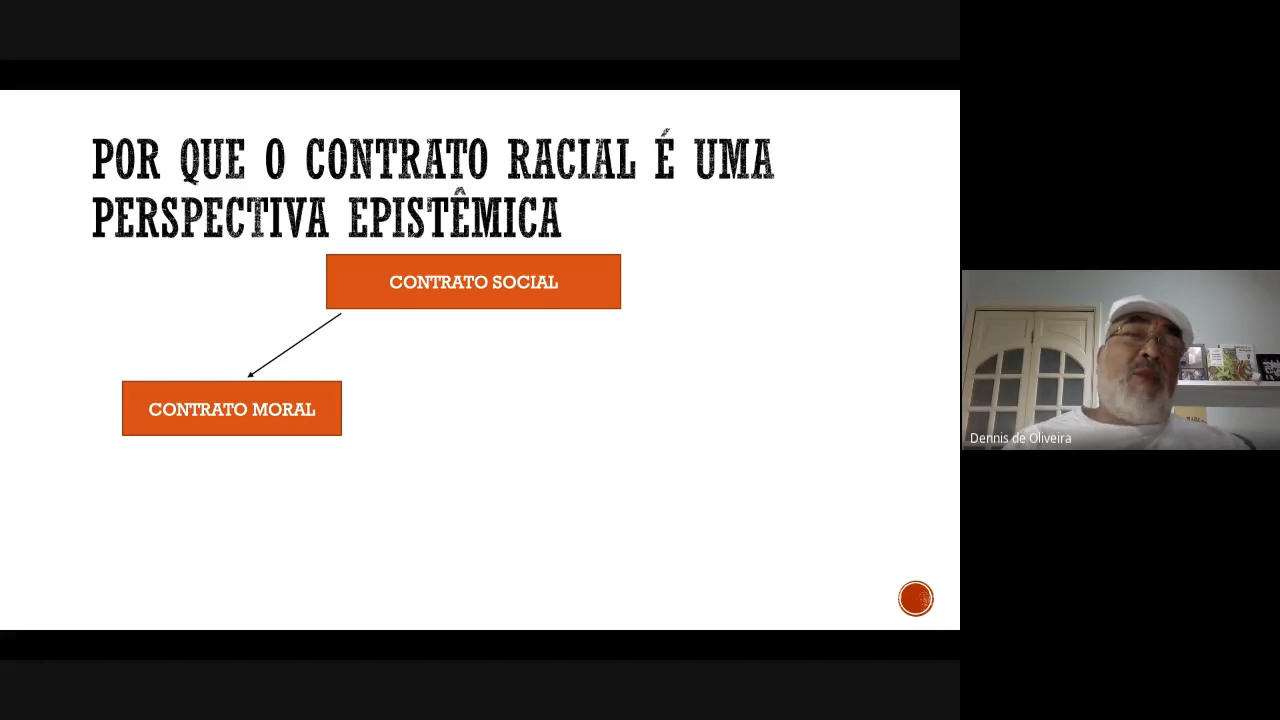 POR QUE O CONTRATO RACIAL É UMA
PERSPECTIVA EPISTÊMICA
CONTRATO SOCIAL
CONTRATO MORAL
Dennis de Oliveira